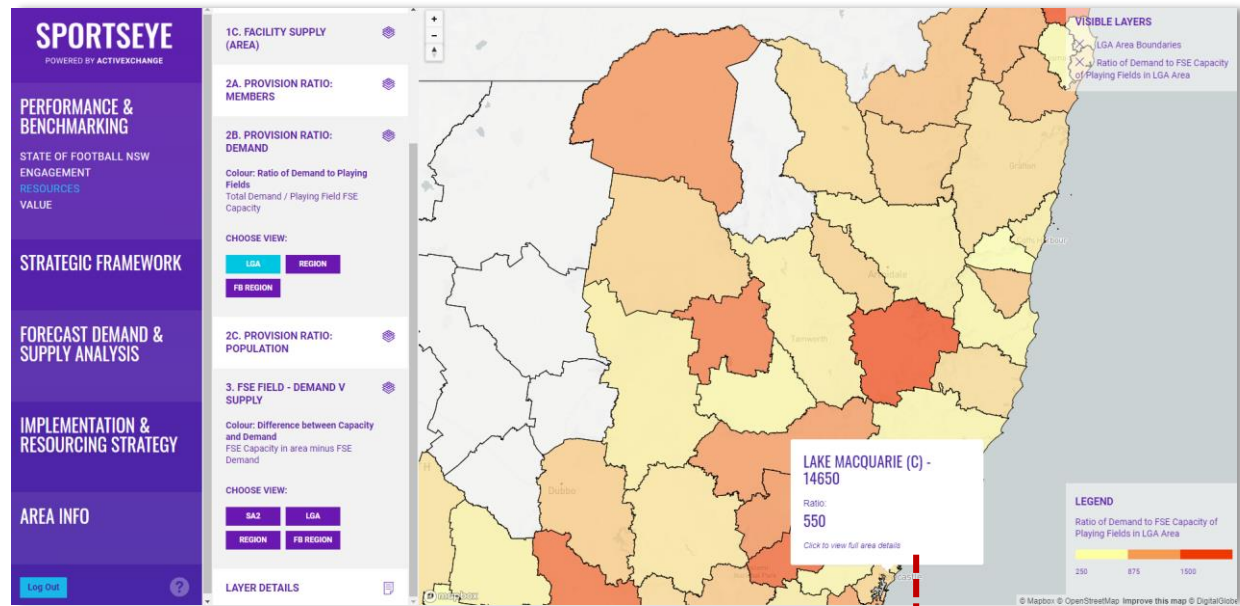 SPORTSEYE
POWERED BY ACTIVEXCHANGE
PERFORMANCE &
BENCHMARKING
STATE OF FOOTBALL NSW
ENGAGEMENT
RESOURCES
VALUE
STRATEGIC FRAMEWORK
FORECAST DEMAND &
SUPPLY ANALYSIS
IMPLEMENTATION &
RESOURCING STRATEGY
AREA INFO
Log Out
?
1C. FACILITY SUPPLY
(AREA)
2A. PROVISION RATIO:
MEMBERS
2B. PROVISION RATIO:
DEMAND
Colour: Ratio of Demand to Playing
Fields
Total Demand / Playing Field FSE
Capacity
CHOOSE VIEW:
LGA
REGION
FB REGION
2C. PROVISION RATIO:
POPULATION
3. FSE FIELD - DEMAND V
SUPPLY
Colour: Difference between Capacity
and Demand
FSE Capacity in area minus FSE
Demand
CHOOSE VIEW:
SA2
LGA
REGION
FB REGION
LAYER DETAILS
VISIBLE LAYERS
LGA Area Boundaries
Ratio of Demand to FSE Capacity
of Playing Fields in LGA Area
Grafton
Armidale
Tamworth
Dubbo
LAKE MACQUARIE (C) -
14650
Ratio:
550
Click to view full area details
LEGEND
Ratio of Demand to FSE Capacity of
Playing Fields in LGA Area
250 875 1500
mapbox
© Mapbox © OpenStreetMap Improve this map © DigitalGlobe